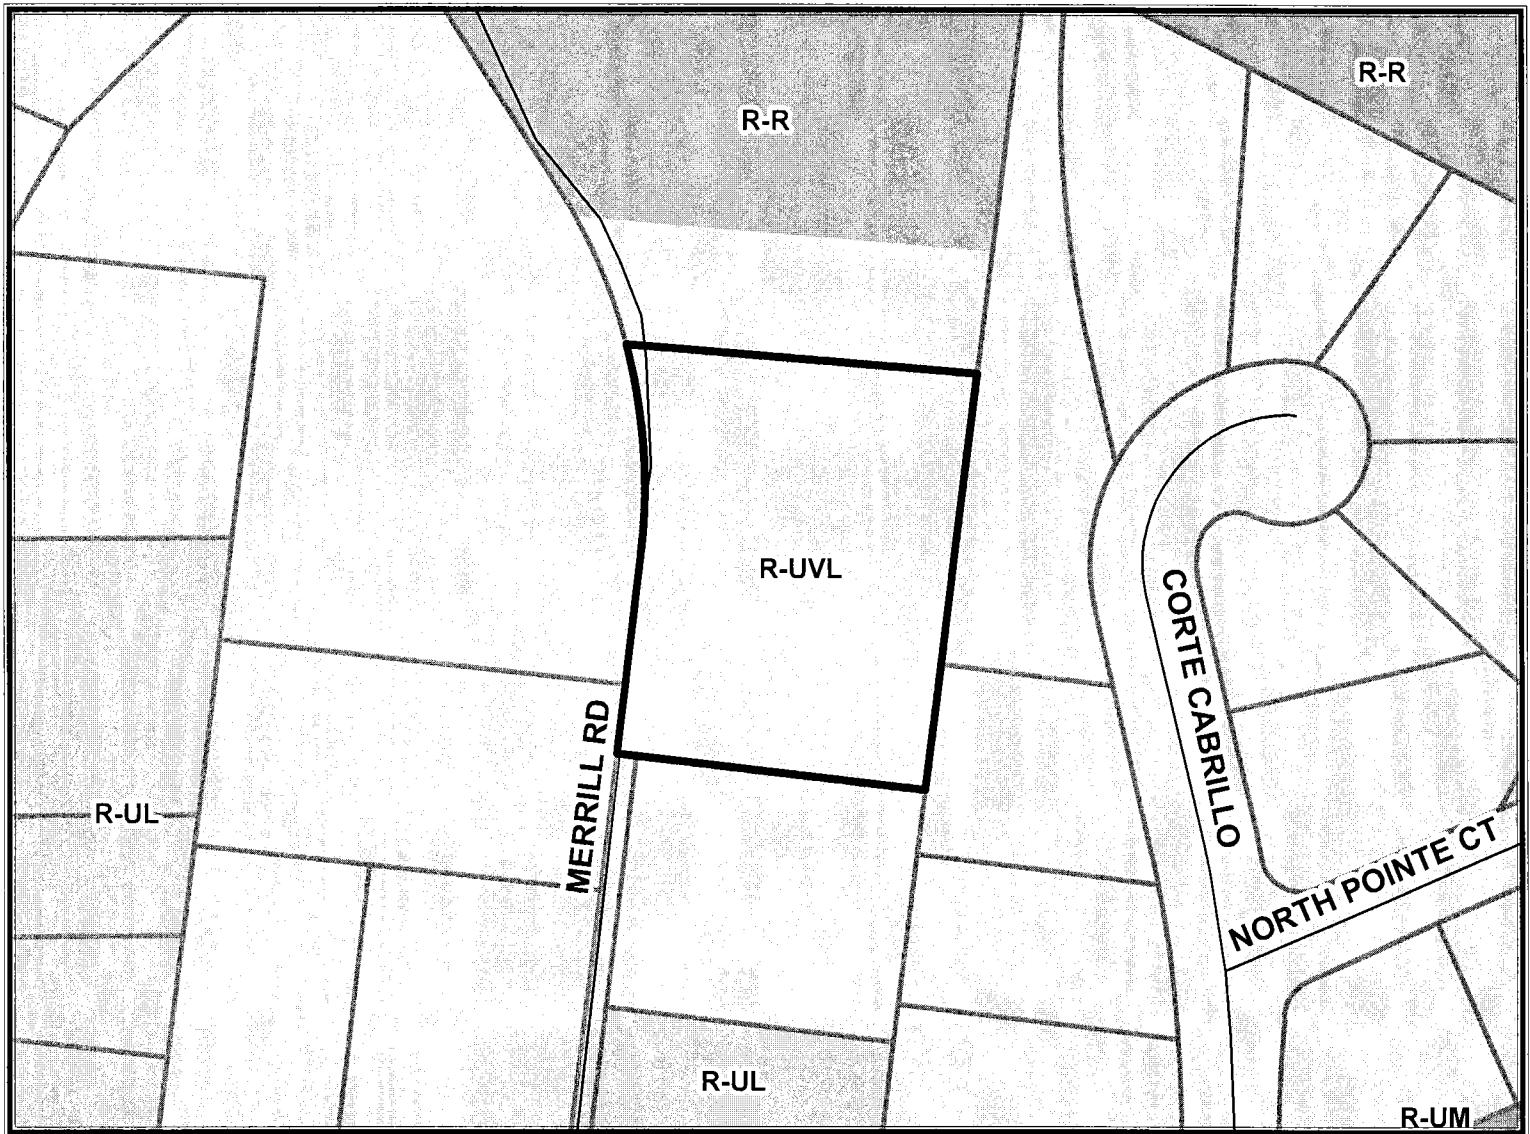 R-R
R-R
R-UVL
CORTE CABRILLO
MERRILL RD
R-UL
NORTH POINTE CT
R-UL
R-UM